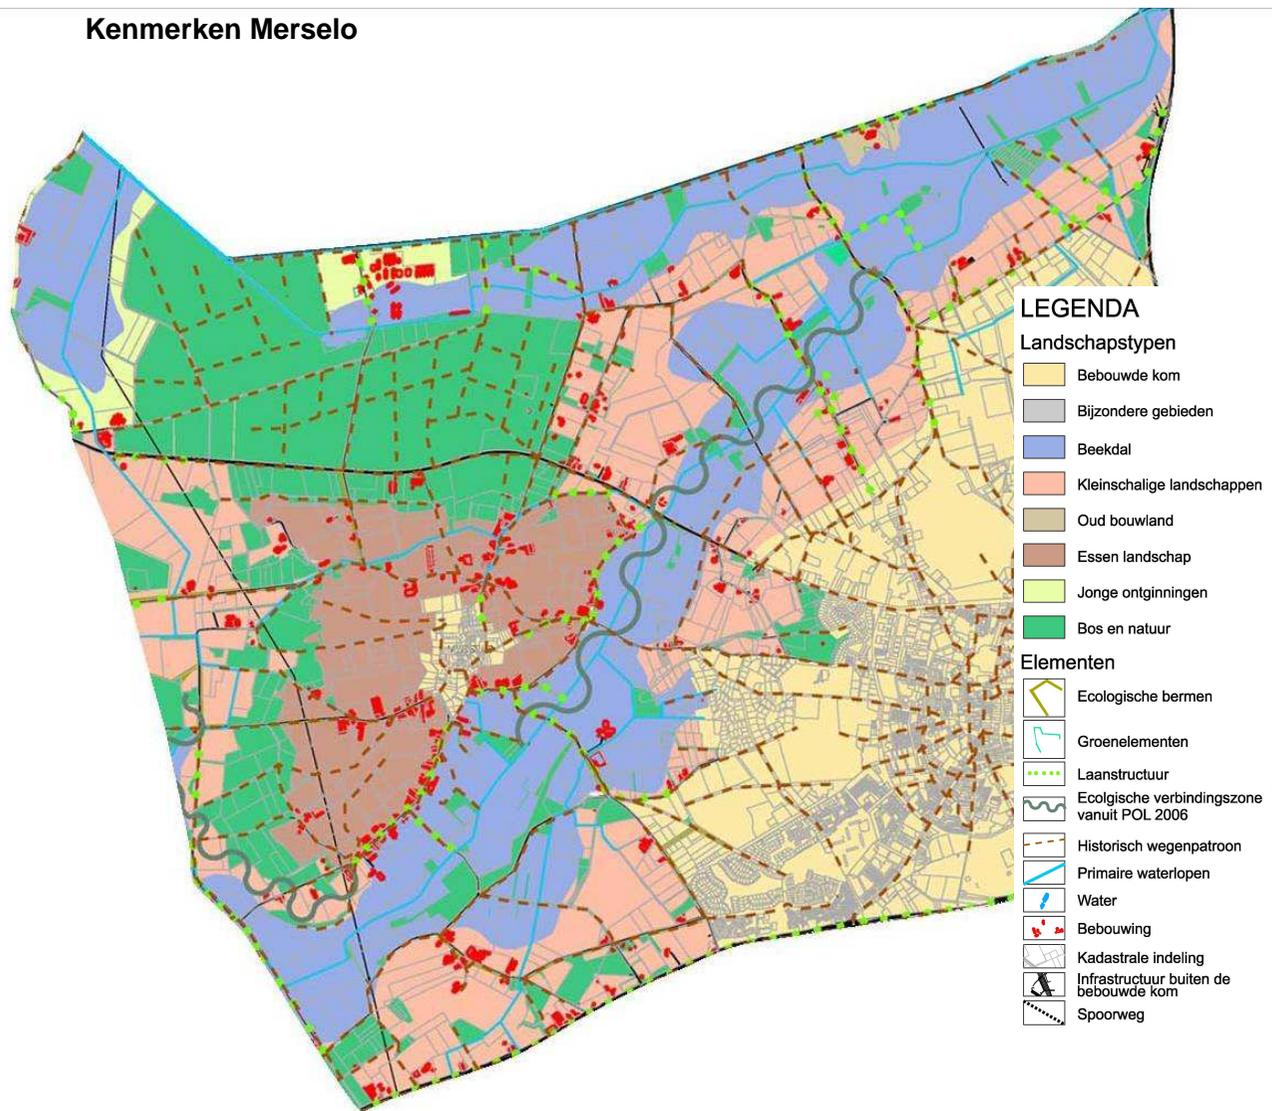 Kenmerken Merselo
LEGENDA
Landschapstypen
Bebouwde kom
Bijzondere gebieden
Beekdal
Kleinschalige landschappen
Oud bouwland
Essen landschap
Jonge ontginningen
Bos en natuur
Elementen
Ecologische bermen
Groenelementen
Laanstructuur
Ecolgische verbindingszone
vanuit POL 2006
Historisch wegenpatroon
Primaire waterlopen
Water
Bebouwing
Kadastrale indeling
Infrastructuur buiten de
bebouwde kom
Spoorweg